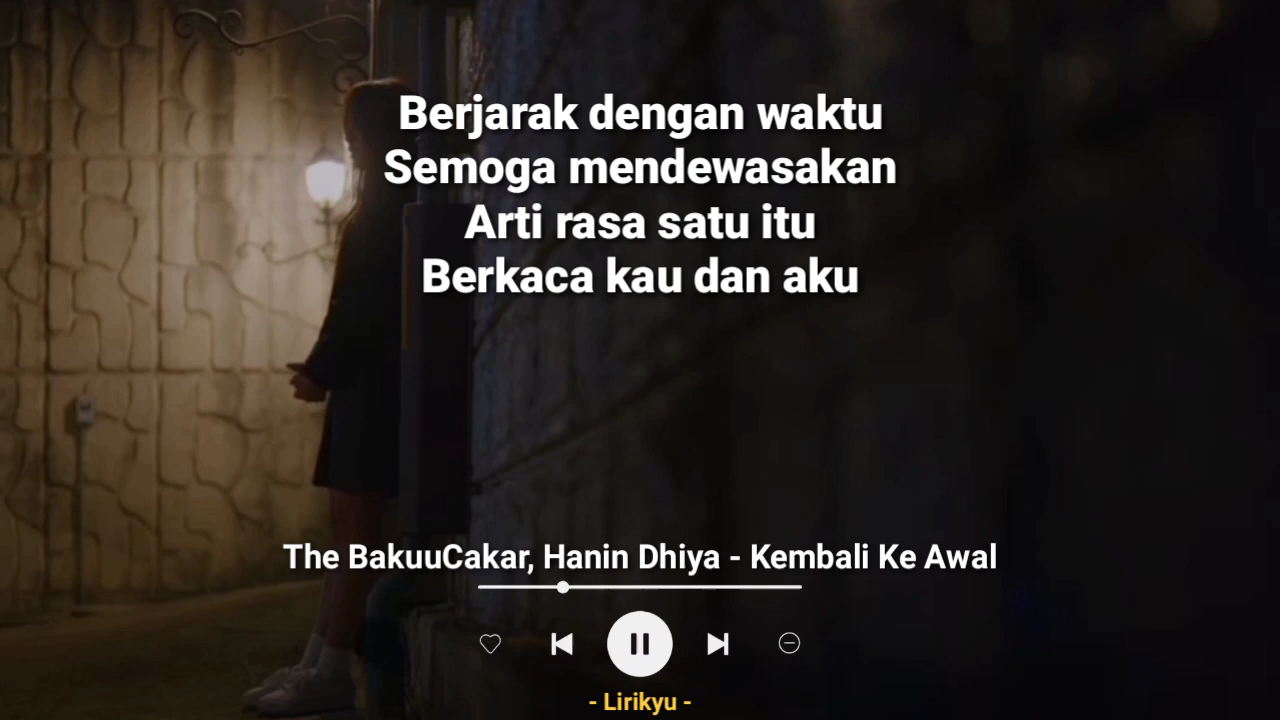 Berjarak dengan waktu
Semoga mendewasakan
Arti rasa satu itu
Berkaca kau dan aku
The BakuuCakar, Hanin Dhiya - Kembali Ke Awal
- Lirikyu -